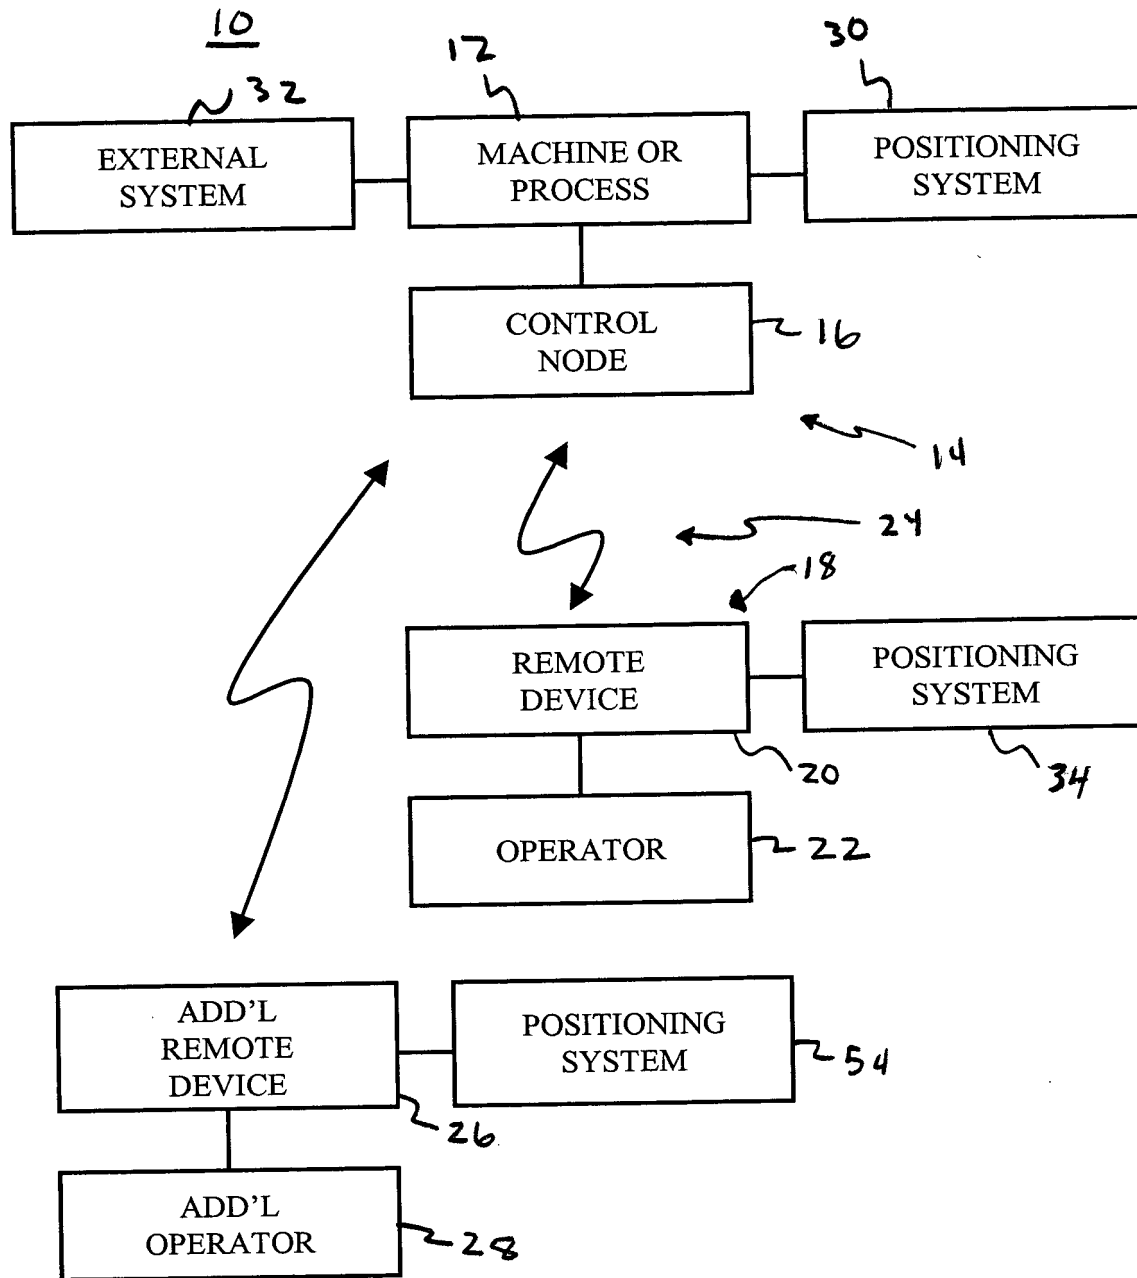 10
32
12
30
EXTERNAL
SYSTEM
MACHINE OR
PROCESS
POSITIONING
SYSTEM
CONTROL
NODE
16
14
24
18
REMOTE
DEVICE
POSITIONING
SYSTEM
20
34
OPERATOR
22
ADD'L
REMOTE
DEVICE
POSITIONING
SYSTEM
54
26
ADD'L
OPERATOR
28